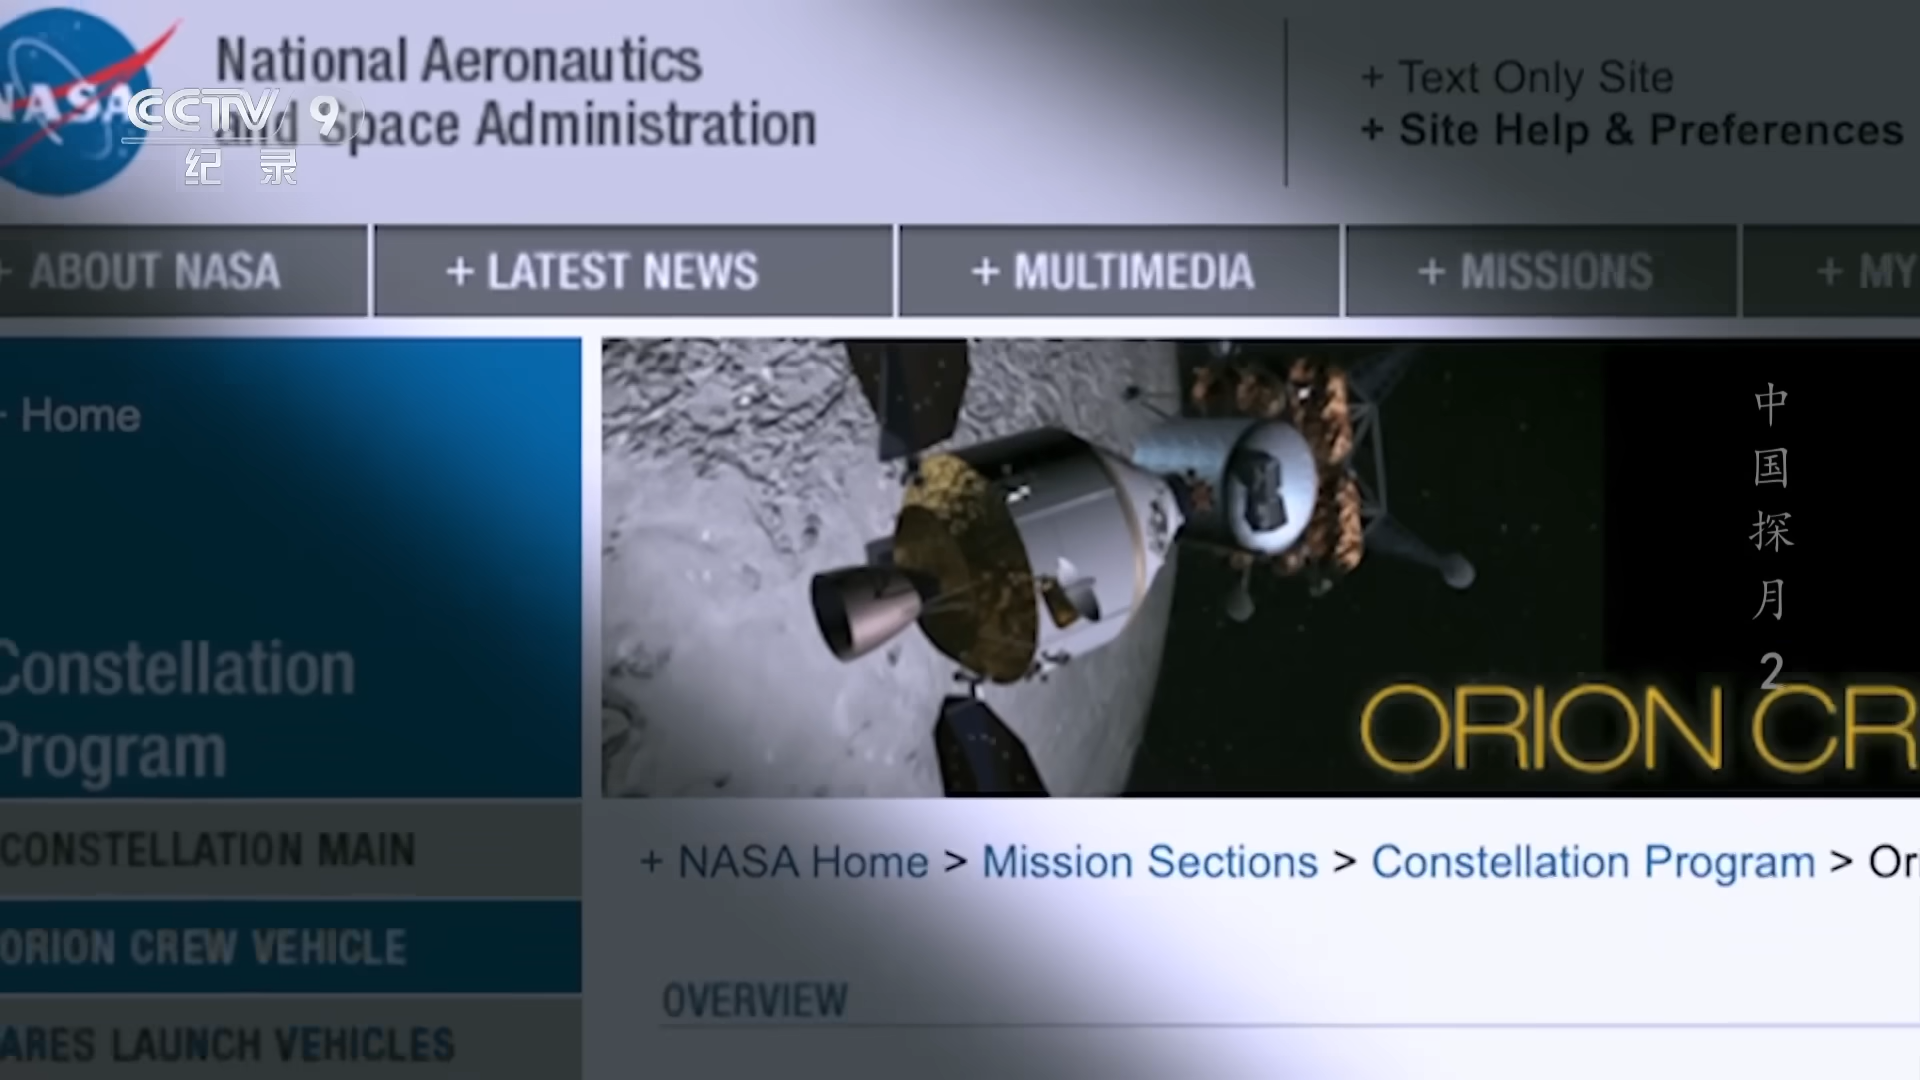 NASA
National Aeronautics
and Space Administration
CCTV 9
纪录
+ Text Only Site
+ Site Help & Preferences
+ ABOUT NASA
+ LATEST NEWS
+ MULTIMEDIA
+ MISSIONS
+ MY
Home
中国探月2
Constellation
Program
ORION CR
CONSTELLATION MAIN
+ NASA Home > Mission Sections > Constellation Program > Or
ORION CREW VEHICLE
OVERVIEW
ARES LAUNCH VEHICLES